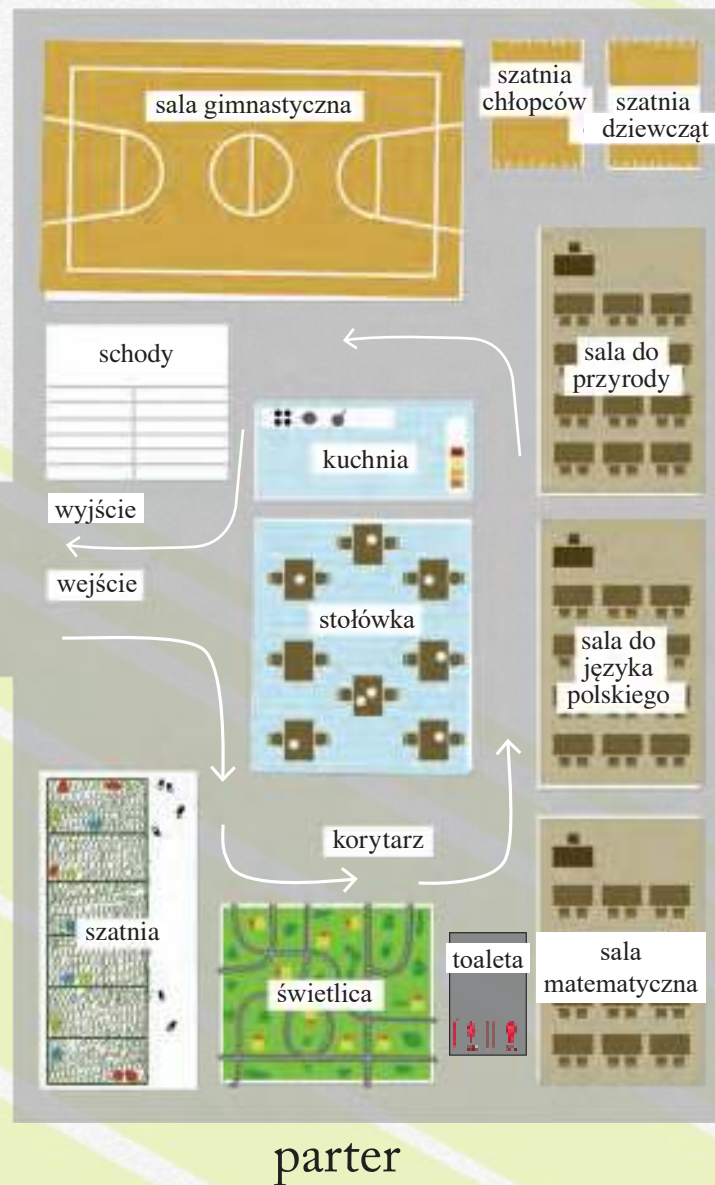 sala gimnastyczna
szatnia
chłopców
szatnia
dziewcząt
schody
sala do
przyrody
kuchnia
wyjście
wejście
stołówka
sala do
języka
polskiego
korytarz
szatnia
świetlica
toaleta
sala
matematyczna
parter